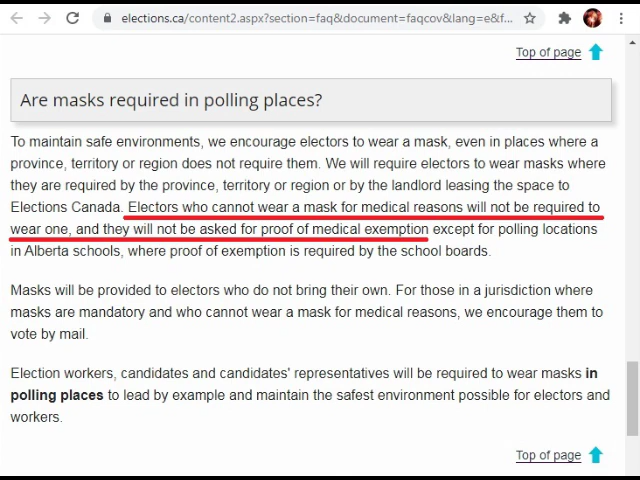 elections.ca/content2.aspx?section=faq&document=faqcov&lang=e&f...
Top of page
Are masks required in polling places?
To maintain safe environments, we encourage electors to wear a mask, even in places where a
province, territory or region does not require them. We will require electors to wear masks where
they are required by the province, territory or region or by the landlord leasing the space to
Elections Canada. Electors who cannot wear a mask for medical reasons will not be required to
wear one, and they will not be asked for proof of medical exemption except for polling locations
in Alberta schools, where proof of exemption is required by the school boards.
Masks will be provided to electors who do not bring their own. For those in a jurisdiction where
masks are mandatory and who cannot wear a mask for medical reasons, we encourage them to
vote by mail.
Election workers, candidates and candidates' representatives will be required to wear masks in
polling places to lead by example and maintain the safest environment possible for electors and
workers.
Top of page